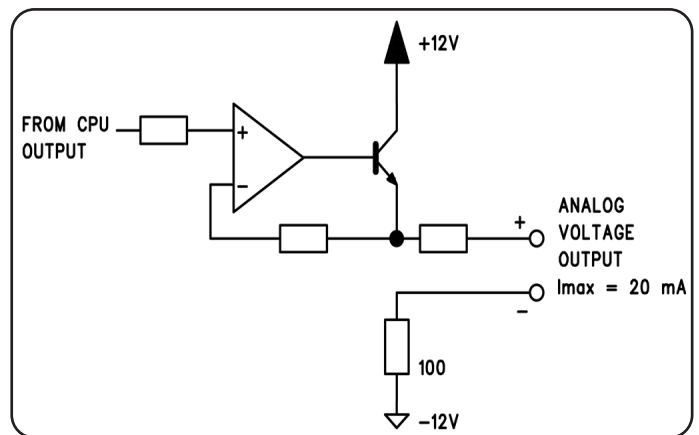 +12V
FROM CPU
OUTPUT
+
−
+
ANALOG
VOLTAGE
OUTPUT
Imax = 20 mA
−
100
−12V